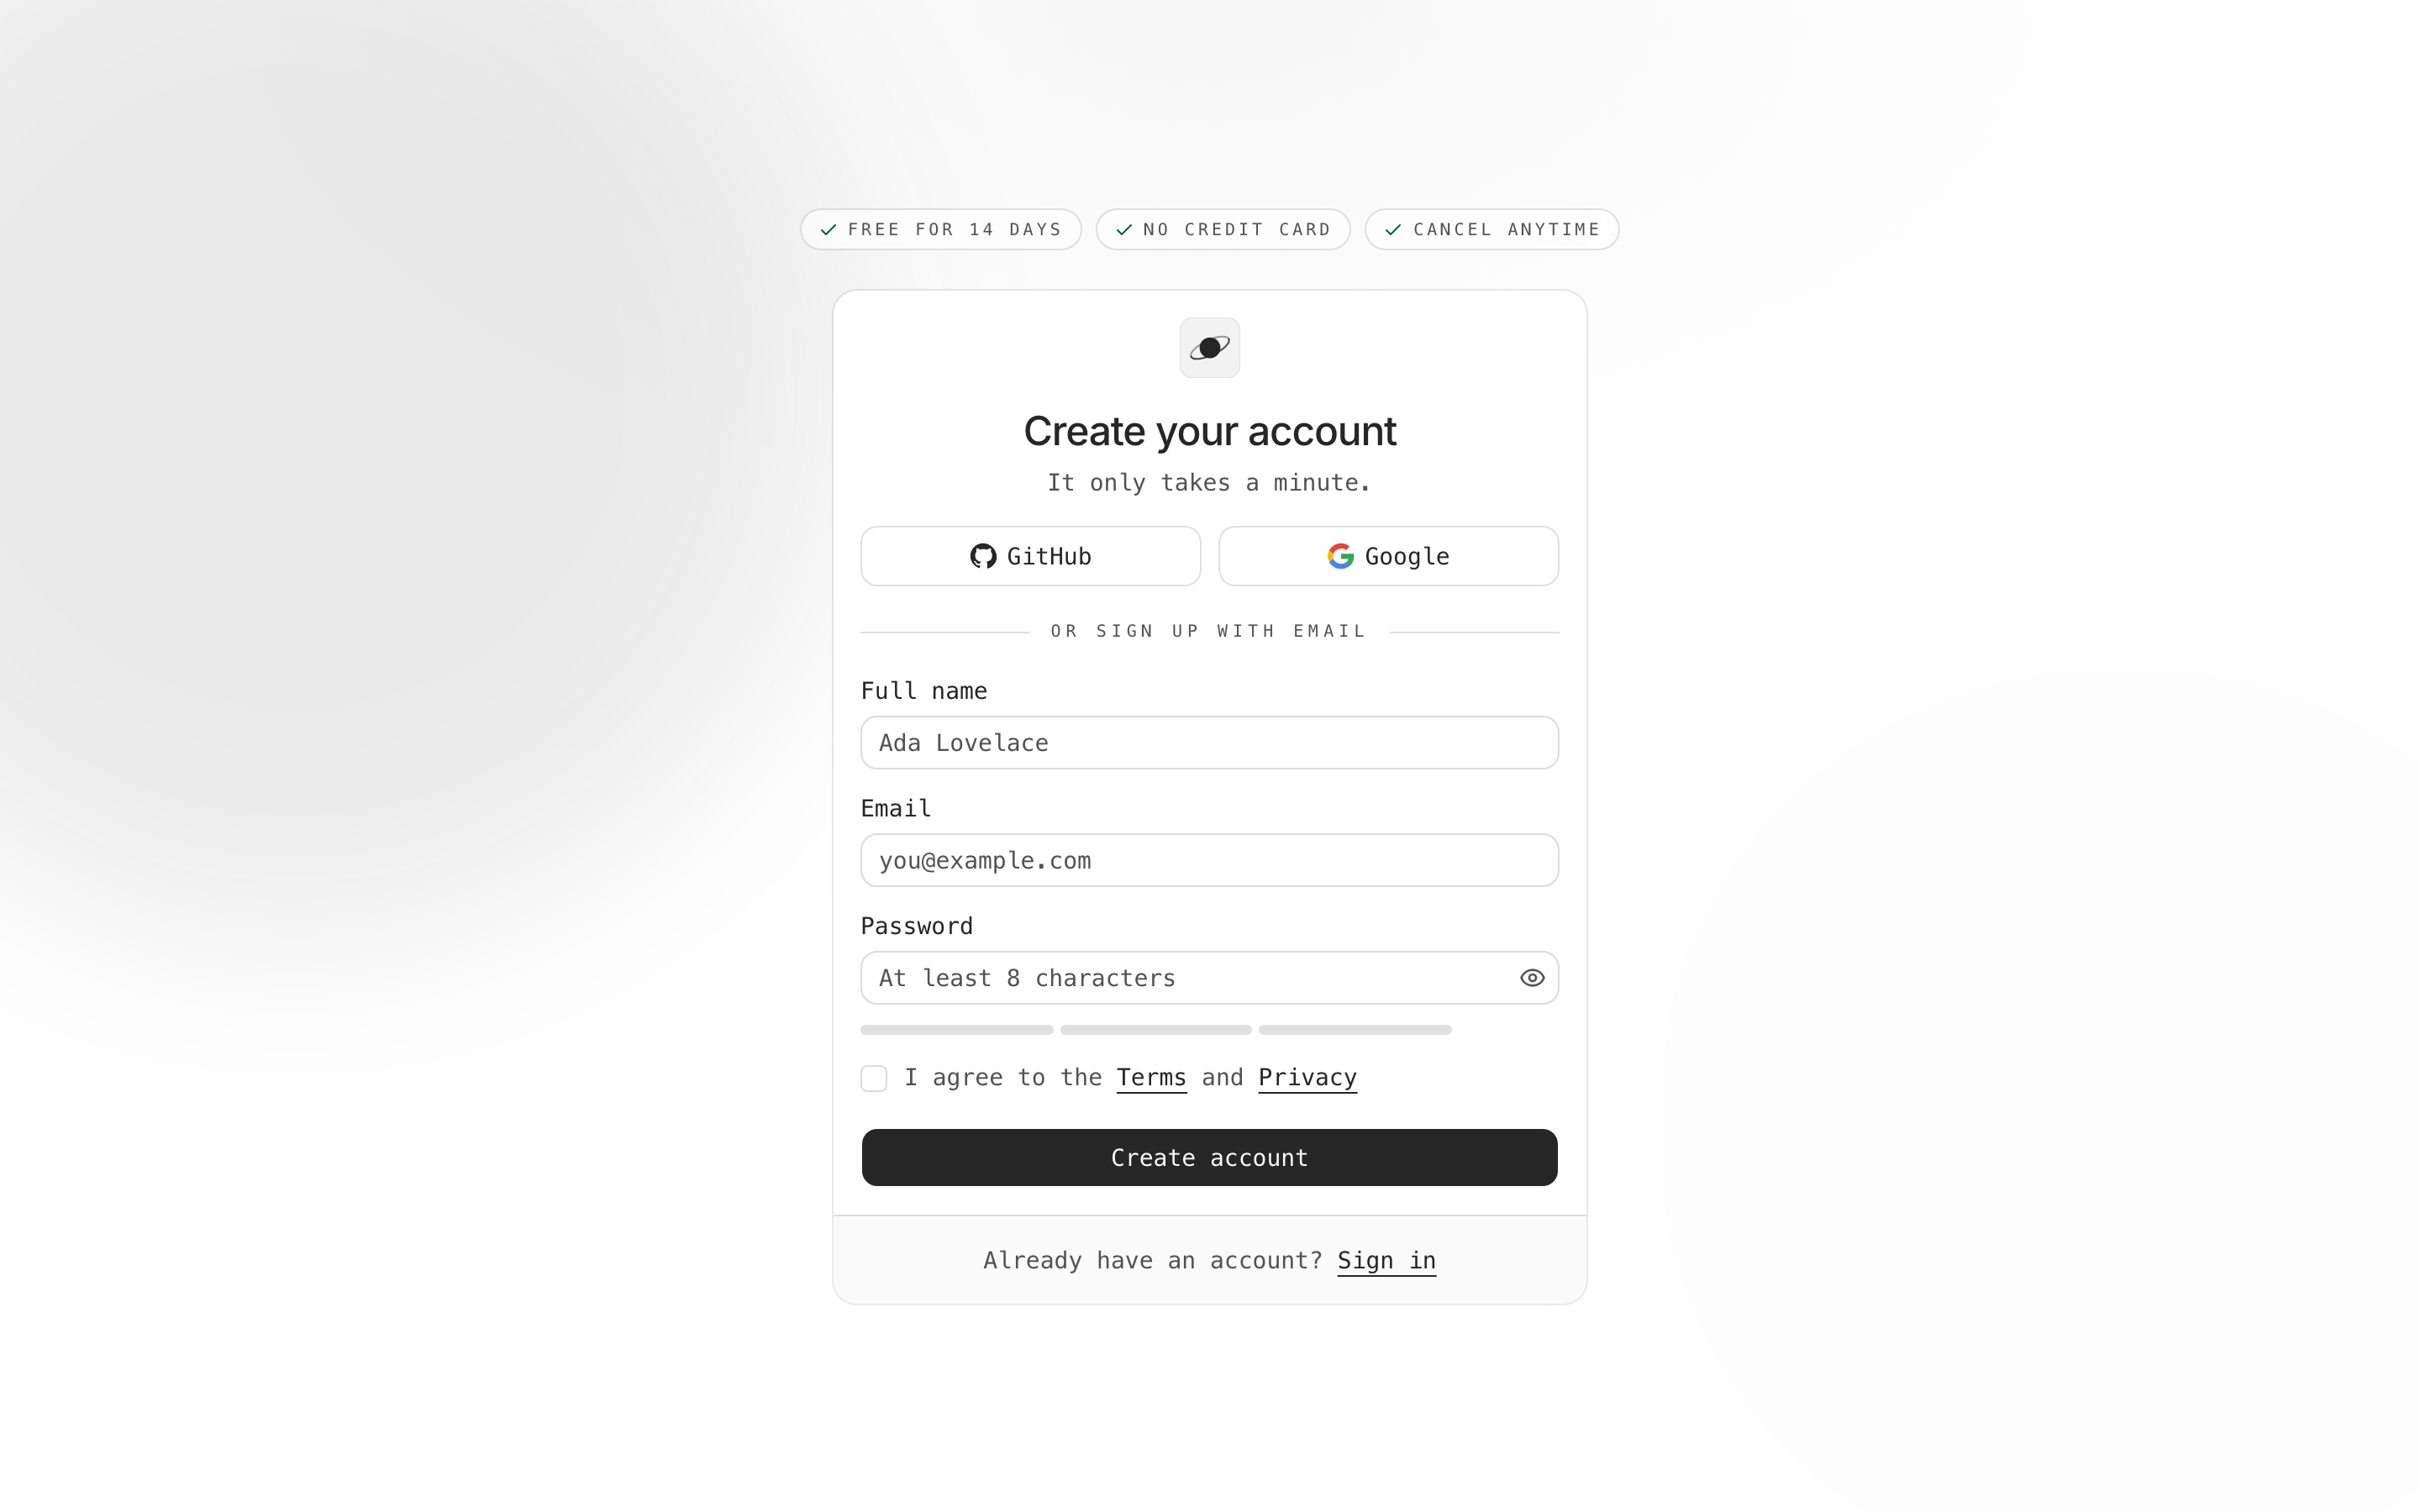 FREE FOR 14 DAYS
NO CREDIT CARD
CANCEL ANYTIME
Create your account
It only takes a minute.
GitHub
Google
OR SIGN UP WITH EMAIL
Full name
Ada Lovelace
Email
you@example.com
Password
At least 8 characters
I agree to the Terms and Privacy
Create account
Already have an account? Sign in